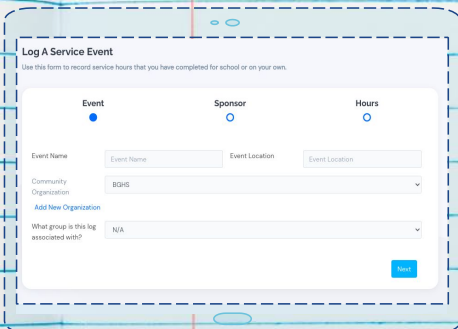 Log A Service Event
Use this form to record service hours that you have completed for school or on your own.
Event Sponsor Hours
Event Name Event Name Event Location Event Location
Community
Organization
BGHS
Add New Organization
What group is this log
associated with?
N/A
Next